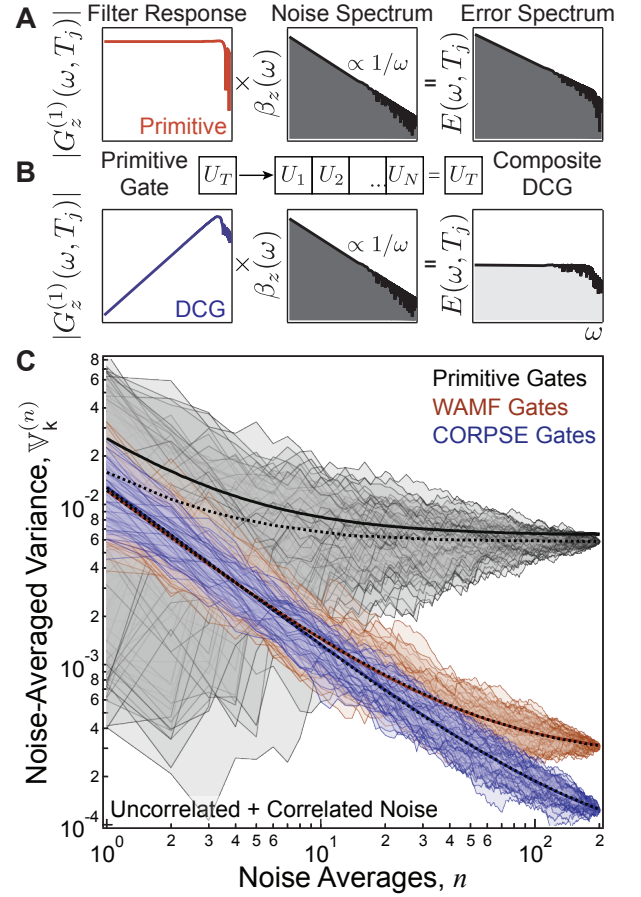 A Filter Response Noise Spectrum Error Spectrum
|G_z^{(1)}(ω, T_j)| Primitive × β_z(ω) ∝ 1/ω = E(ω, T_j)
B Primitive Gate U_T → U_1 U_2 ... U_N = U_T Composite DCG
|G_z^{(1)}(ω, T_j)| DCG × β_z(ω) ∝ 1/ω = E(ω, T_j)
ω
C
Primitive Gates
WAMF Gates
CORPSE Gates
Noise-Averaged Variance, 𝕍_k^{(n)}
8
6
4
2
10^{-2}
8
6
4
2
10^{-3}
8
6
4
2
10^{-4}
Uncorrelated + Correlated Noise
10^0 2 3 4 5 6 10^1 2 3 4 5 6 10^2 2
Noise Averages, n